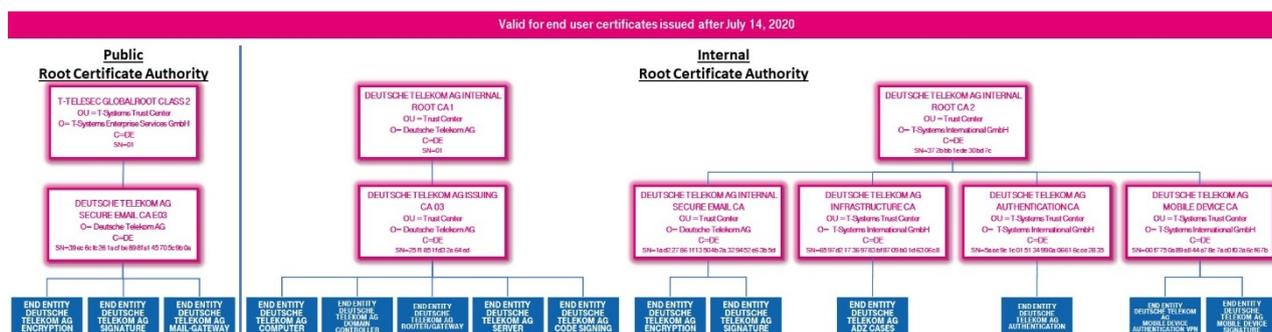 Valid for end user certificates issued after July 14, 2020
Public
Root Certificate Authority
Internal
Root Certificate Authority
T-TELESEC GLOBALROOT CLASS 2
OU = T-Systems Trust Center
O= T-Systems Enterprise Services GmbH
C=DE
SN=01
DEUTSCHE TELEKOM AG INTERNAL
ROOT CA 1
OU = Trust Center
O= Deutsche Telekom AG
C=DE
SN=01
DEUTSCHE TELEKOM AG INTERNAL
ROOT CA 2
OU = Trust Center
O= T-Systems International GmbH
C=DE
DEUTSCHE TELEKOM AG
SECURE EMAIL CA E03
O= Deutsche Telekom AG
C=DE
DEUTSCHE TELEKOM AG ISSUING
CA 03
OU = Trust Center
O= Deutsche Telekom AG
C=DE
DEUTSCHE TELEKOM AG INTERNAL
SECURE EMAIL CA
OU = Trust Center
O= Deutsche Telekom AG
C=DE
DEUTSCHE TELEKOM AG
INFRASTRUCTURE CA
OU = T-Systems Trust Center
O= T-Systems International GmbH
C=DE
DEUTSCHE TELEKOM AG
AUTHENTICATION CA
OU = T-Systems Trust Center
O= T-Systems International GmbH
C=DE
DEUTSCHE TELEKOM AG
MOBILE DEVICE CA
OU = T-Systems Trust Center
O= T-Systems International GmbH
C=DE
END ENTITY
DEUTSCHE
TELEKOM AG
ENCRYPTION
END ENTITY
DEUTSCHE
TELEKOM AG
SIGNATURE
END ENTITY
DEUTSCHE
TELEKOM AG
MAIL-GATEWAY
END ENTITY
DEUTSCHE
TELEKOM AG
COMPUTER
END ENTITY
DEUTSCHE
TELEKOM AG
DOMAIN
CONTROLLER
END ENTITY
DEUTSCHE
TELEKOM AG
ROUTER/GATEWAY
END ENTITY
DEUTSCHE
TELEKOM AG
SERVER
END ENTITY
DEUTSCHE
TELEKOM AG
CODE SIGNING
END ENTITY
DEUTSCHE
TELEKOM AG
ENCRYPTION
END ENTITY
DEUTSCHE
TELEKOM AG
SIGNATURE
END ENTITY
DEUTSCHE
TELEKOM AG
ADZ CASES
END ENTITY
DEUTSCHE
TELEKOM AG
AUTHENTICATION
END ENTITY
DEUTSCHE TELEKOM
AG
MOBILE DEVICE
AUTHENTICATION VPN
END ENTITY
DEUTSCHE
TELEKOM AG
MOBILE DEVICE
SIGNATURE